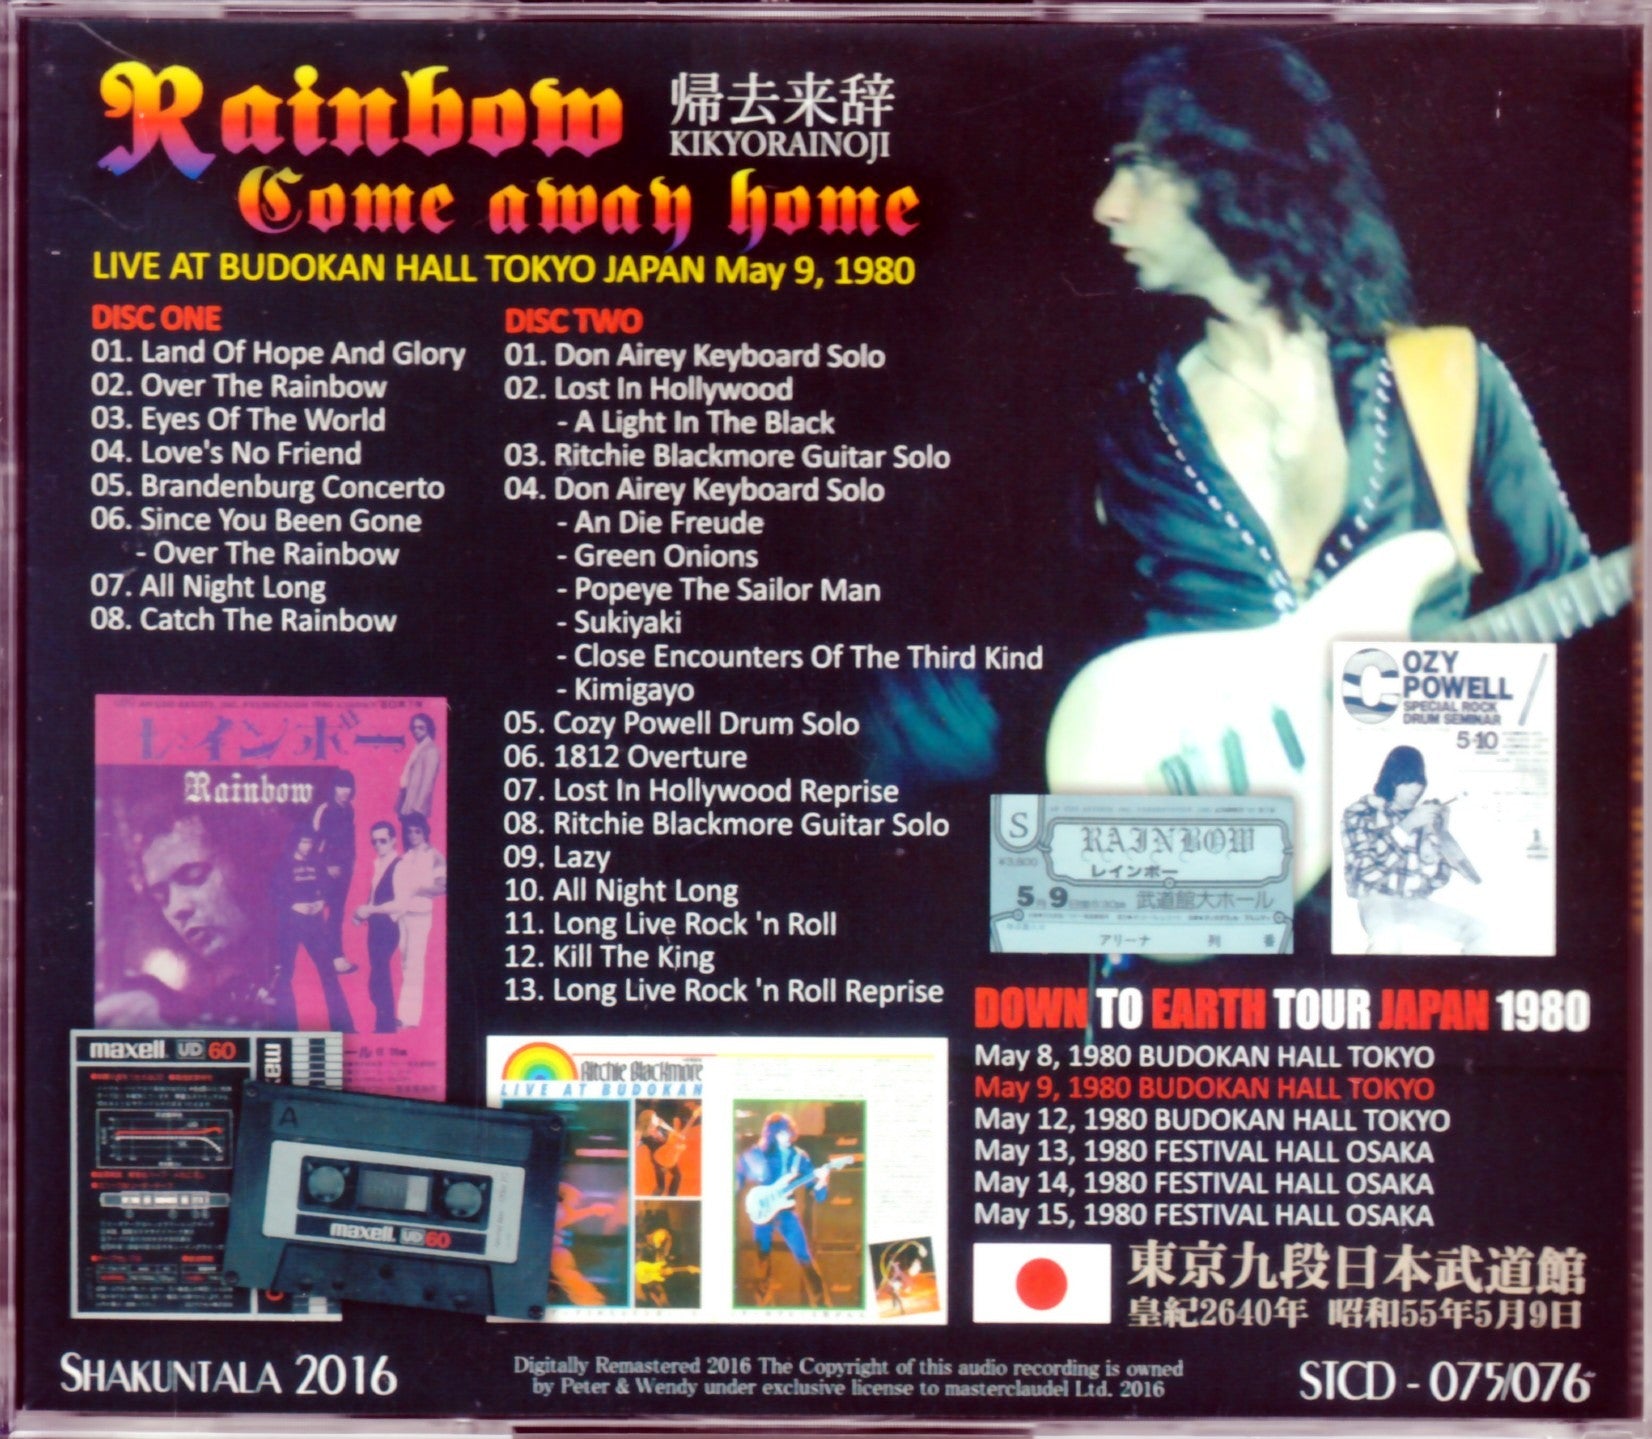 Rainbow
帰去来辞
KIKYORAINOJI
Come away home
LIVE AT BUDOKAN HALL TOKYO JAPAN May 9, 1980
DISC ONE
01. Land Of Hope And Glory
02. Over The Rainbow
03. Eyes Of The World
04. Love's No Friend
05. Brandenburg Concerto
06. Since You Been Gone
- Over The Rainbow
07. All Night Long
08. Catch The Rainbow
DISC TWO
01. Don Airey Keyboard Solo
02. Lost In Hollywood
- A Light In The Black
03. Ritchie Blackmore Guitar Solo
04. Don Airey Keyboard Solo
- An Die Freude
- Green Onions
- Popeye The Sailor Man
- Sukiyaki
- Close Encounters Of The Third Kind
- Kimigayo
05. Cozy Powell Drum Solo
06. 1812 Overture
07. Lost In Hollywood Reprise
08. Ritchie Blackmore Guitar Solo
09. Lazy
10. All Night Long
11. Long Live Rock 'n Roll
12. Kill The King
13. Long Live Rock 'n Roll Reprise
レインボー
Rainbow
maxell UD 60
A
maxell UD 60
Ritchie Blackmore
LIVE AT BUDOKAN
S
¥3,800
RAINBOW
レインボー
5月9日
武道館大ホール
アリーナ 列 番
COZY
POWELL
SPECIAL ROCK
DRUM SEMINAR
5·10
DOWN TO EARTH TOUR JAPAN 1980
May 8, 1980 BUDOKAN HALL TOKYO
May 9, 1980 BUDOKAN HALL TOKYO
May 12, 1980 BUDOKAN HALL TOKYO
May 13, 1980 FESTIVAL HALL OSAKA
May 14, 1980 FESTIVAL HALL OSAKA
May 15, 1980 FESTIVAL HALL OSAKA
東京九段日本武道館
皇紀2640年 昭和55年5月9日
SHAKUNTALA 2016
Digitally Remastered 2016 The Copyright of this audio recording is owned
by Peter & Wendy under exclusive license to masterclaudel Ltd. 2016
STCD - 075/076